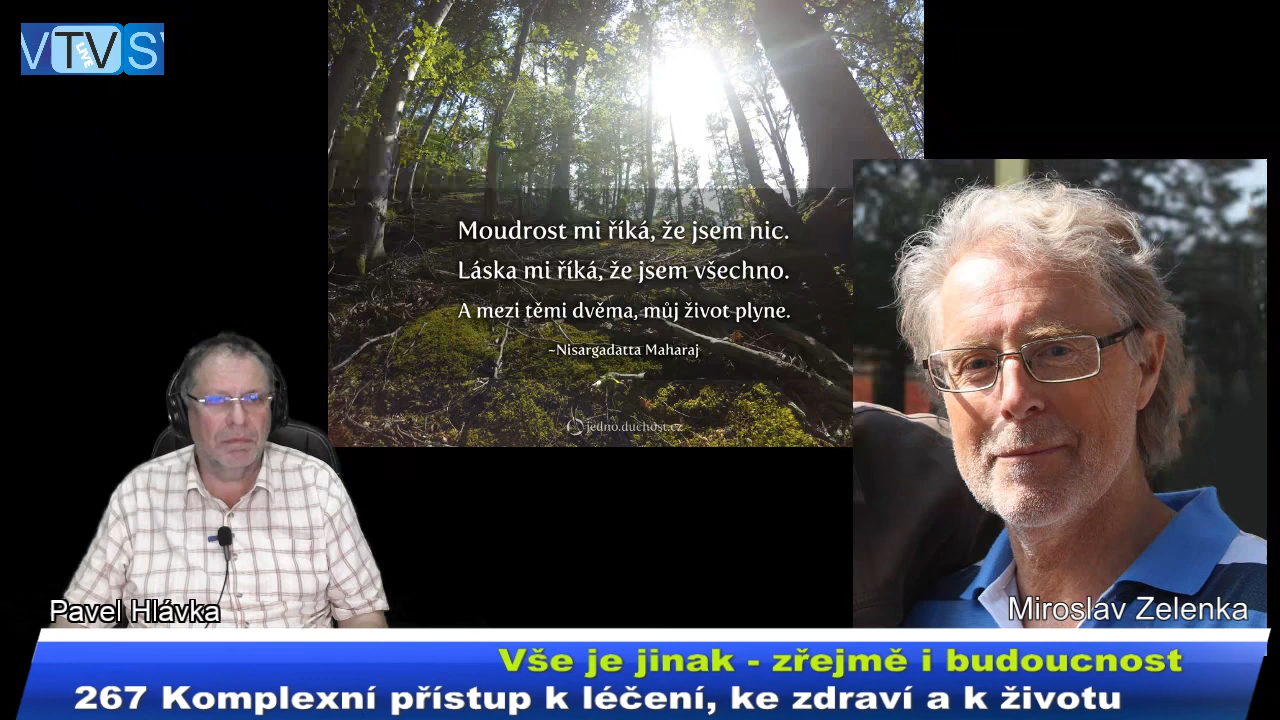 VTVS
LIVE
Moudrost mi říká, že jsem nic.
Láska mi říká, že jsem všechno.
A mezi těmi dvěma, můj život plyne.
~Nisargadatta Maharaj
jedno.duchost.cz
Pavel Hlávka
Miroslav Zelenka
Vše je jinak - zřejmě i budoucnost
267 Komplexní přístup k léčení, ke zdraví a k životu